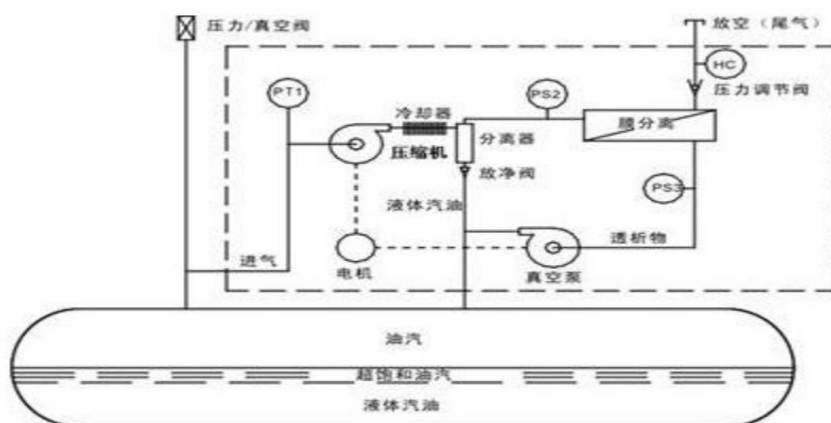 压力/真空阀
放空（尾气）
HC
PT1
PS2
压力调节阀
冷却器
膜分离
分离器
压缩机
放净阀
PS3
液体汽油
透析物
进气
电机
真空泵
油汽
超饱和油汽
液体汽油